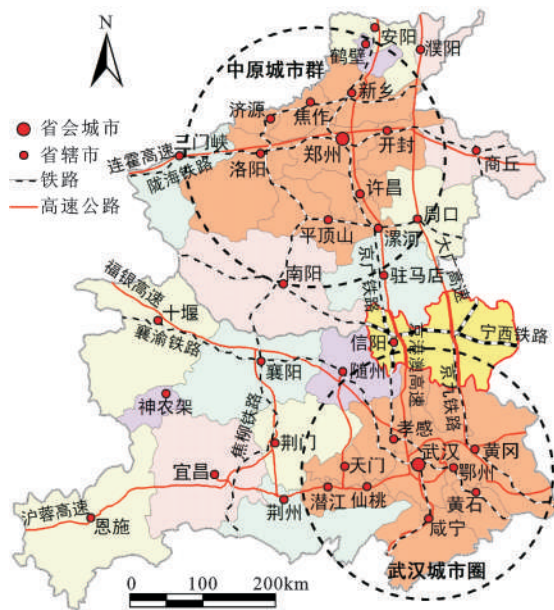 N
安阳
鹤壁
濮阳
中原城市群
新乡
济源
焦作
省会城市
省辖市
铁路
高速公路
连霍高速
三门峡
陇海铁路
洛阳
郑州
开封
商丘
许昌
平顶山
漯河
周口
大广高速
南阳
京广铁路
驻马店
福银高速
十堰
襄渝铁路
信阳
宁西铁路
京港澳高速
京九铁路
襄阳
随州
神农架
焦柳铁路
荆门
孝感
武汉
黄冈
鄂州
宜昌
天门
潜江
仙桃
黄石
沪蓉高速
恩施
荆州
咸宁
武汉城市圈
0 100 200km